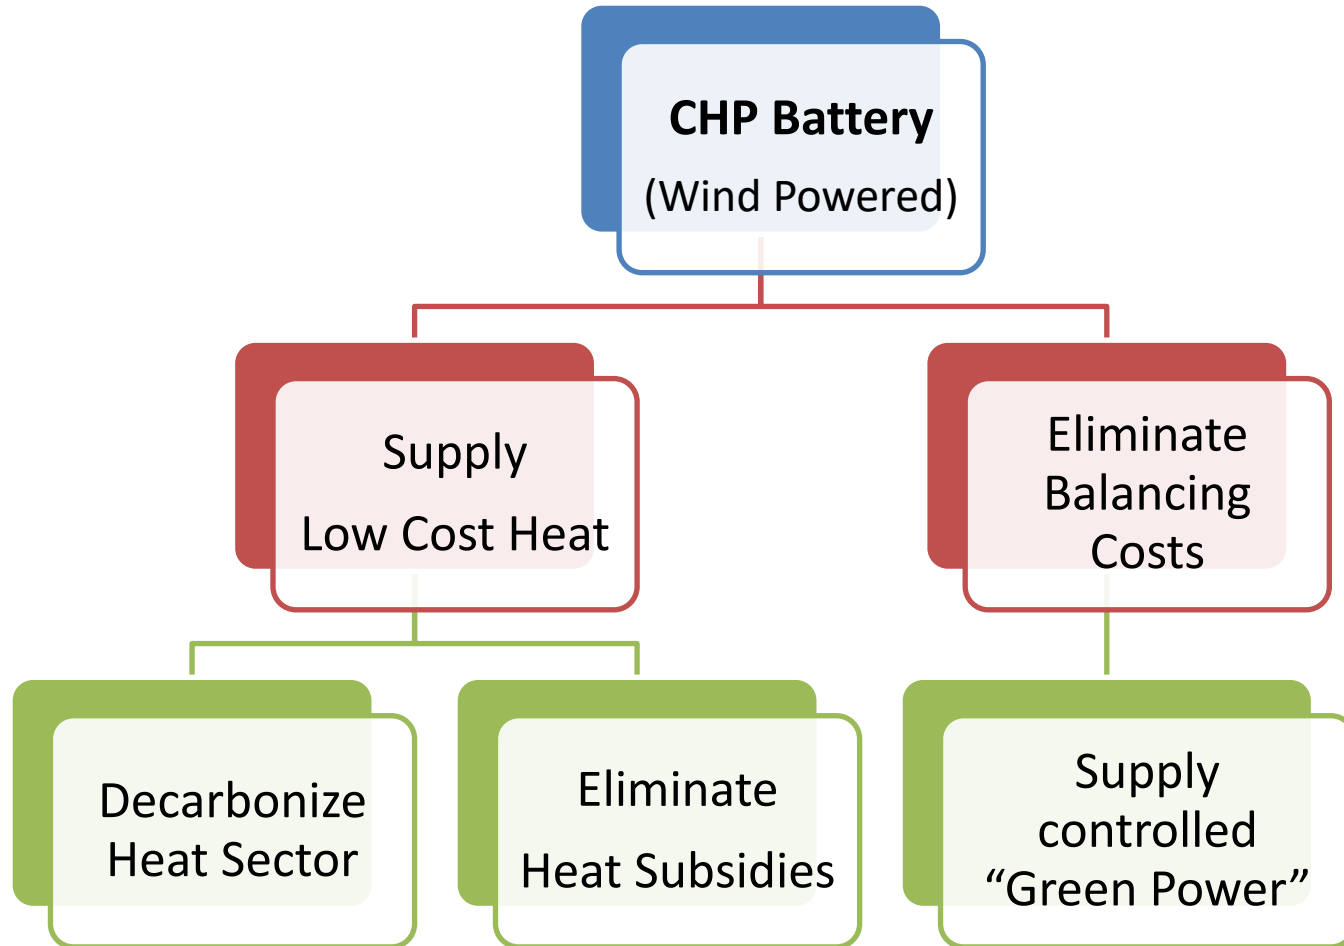 CHP Battery
(Wind Powered)
Supply
Low Cost Heat
Eliminate
Balancing
Costs
Decarbonize
Heat Sector
Eliminate
Heat Subsidies
Supply
controlled
“Green Power”